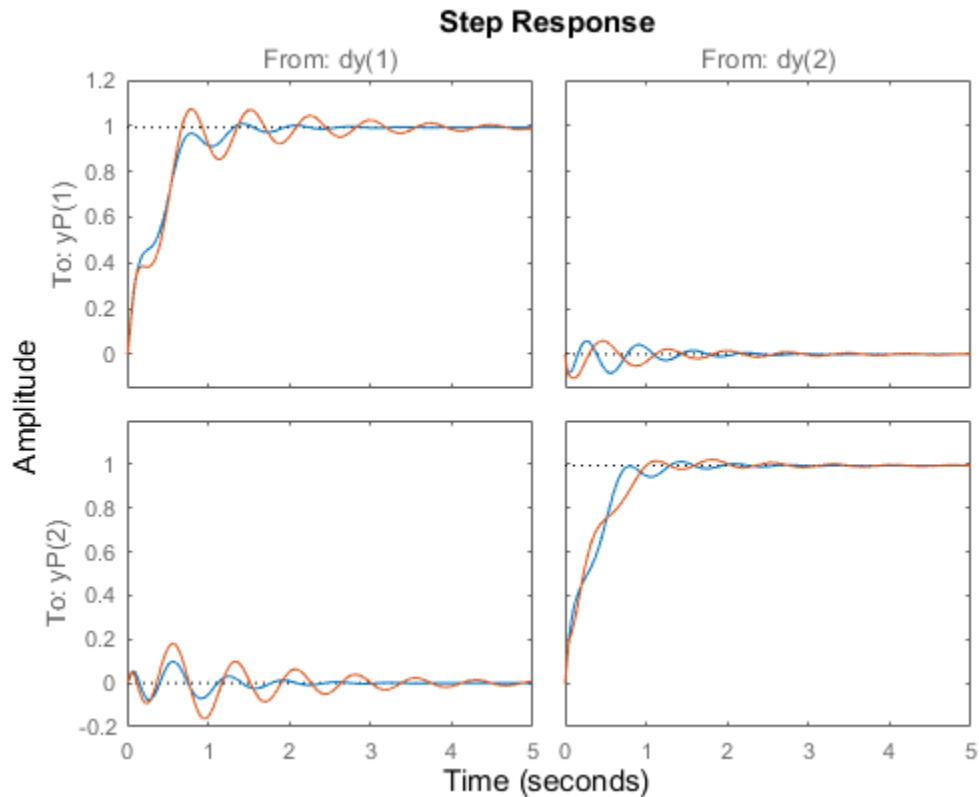 Step Response
From: dy(1)
From: dy(2)
To: yP(1)
1.2
1
0.8
0.6
0.4
0.2
0
Amplitude
To: yP(2)
1
0.8
0.6
0.4
0.2
0
-0.2
0 1 2 3 4 5
0 1 2 3 4 5
Time (seconds)